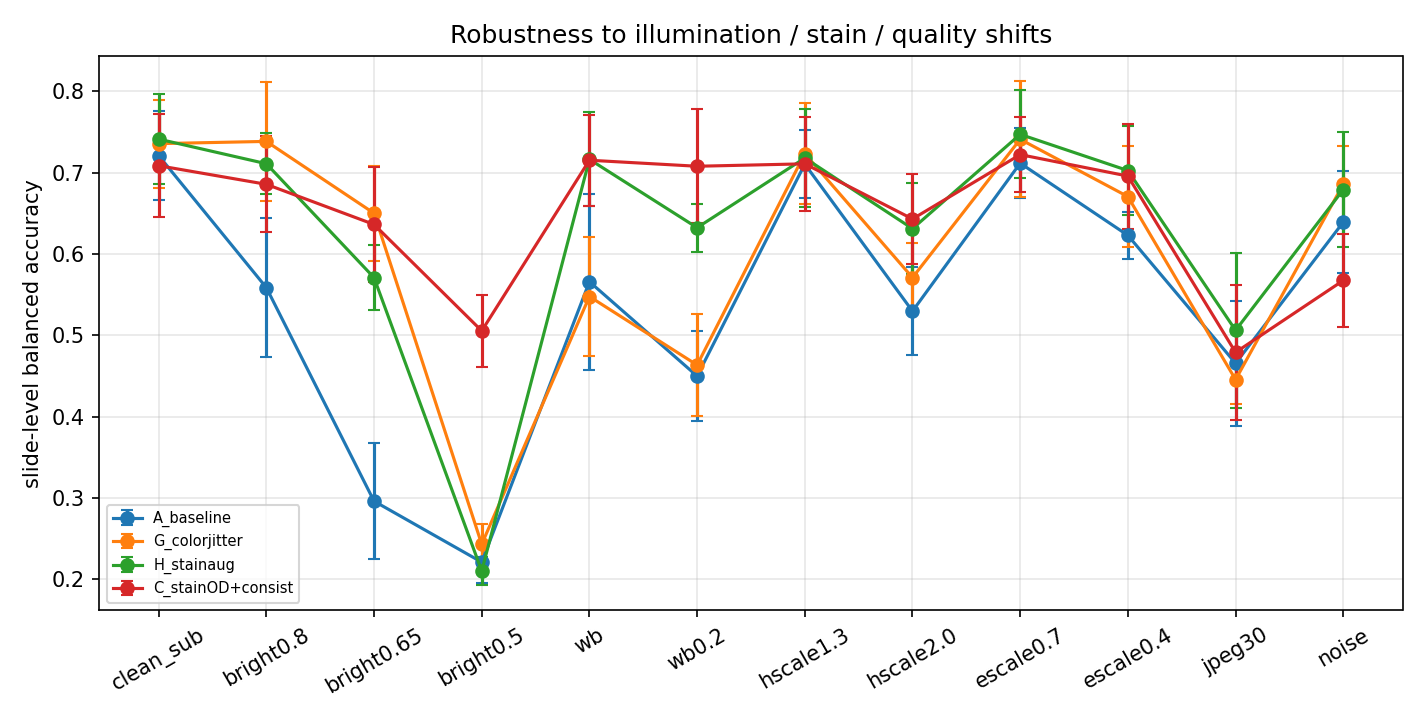 Robustness to illumination / stain / quality shifts
slide-level balanced accuracy
0.8
0.7
0.6
0.5
0.4
0.3
0.2
A_baseline
G_colorjitter
H_stainaug
C_stainOD+consist
clean_sub
bright0.8
bright0.65
bright0.5
wb
wb0.2
hscale1.3
hscale2.0
escale0.7
escale0.4
jpeg30
noise